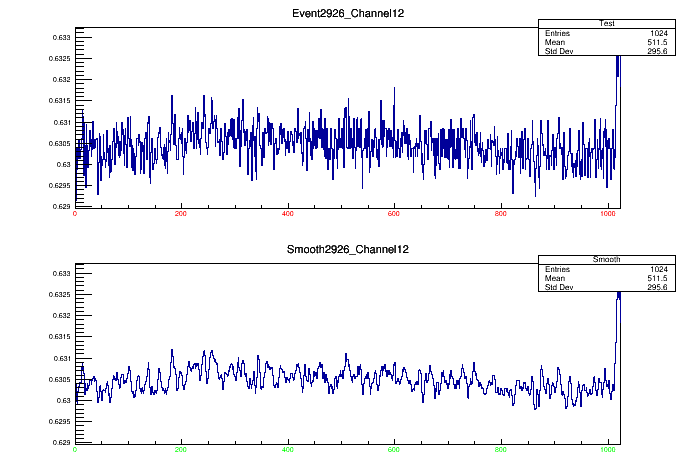 Event2926_Channel12
Test
Entries 1024
Mean 511.5
Std Dev 295.6
0.633
0.6325
0.632
0.6315
0.631
0.6305
0.63
0.6295
0.629
0 200 400 600 800 1000
Smooth2926_Channel12
Smooth
Entries 1024
Mean 511.5
Std Dev 295.6
0.633
0.6325
0.632
0.6315
0.631
0.6305
0.63
0.6295
0.629
0 200 400 600 800 1000